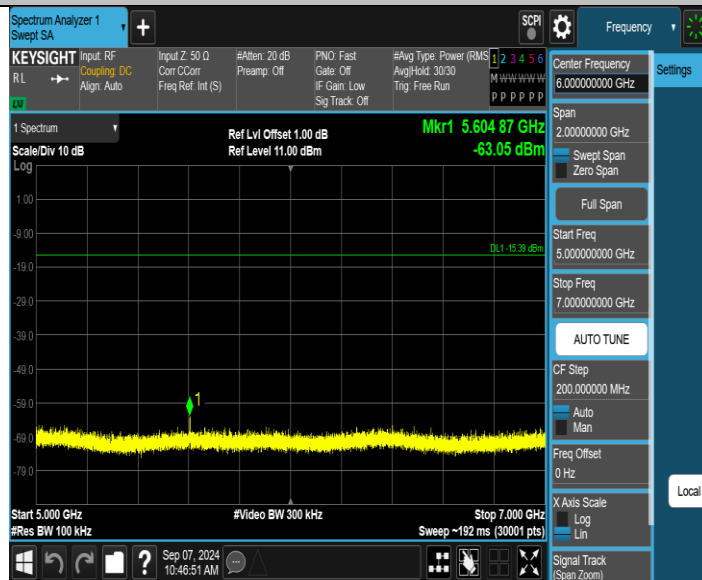 Spectrum Analyzer 1
Swept SA
+
SCPI
Frequency
KEYSIGHT
RL
LXI
Input: RF
Coupling: DC
Align: Auto
Input Z: 50 Ω
Corr CCorr
Freq Ref: Int (S)
#Atten: 20 dB
Preamp: Off
PNO: Fast
Gate: Off
IF Gain: Low
Sig Track: Off
#Avg Type: Power (RMS
Avg|Hold: 30/30
Trig: Free Run
1 2 3 4 5 6
M W W W W W
P P P P P P
1 Spectrum
Scale/Div 10 dB
Log
Ref Lvl Offset 1.00 dB
Ref Level 11.00 dBm
Mkr1 5.604 87 GHz
-63.05 dBm
1.00
-9.00
DL1 -15.39 dBm
-19.0
-29.0
-39.0
-49.0
-59.0
1
-69.0
-79.0
Start 5.000 GHz
#Res BW 100 kHz
#Video BW 300 kHz
Stop 7.000 GHz
Sweep ~192 ms (30001 pts)
?
Sep 07, 2024
10:46:51 AM
Center Frequency
6.000000000 GHz
Settings
Span
2.00000000 GHz
Swept Span
Zero Span
Full Span
Start Freq
5.000000000 GHz
Stop Freq
7.000000000 GHz
AUTO TUNE
CF Step
200.000000 MHz
Auto
Man
Freq Offset
0 Hz
X Axis Scale
Log
Lin
Local
Signal Track
(Span Zoom)